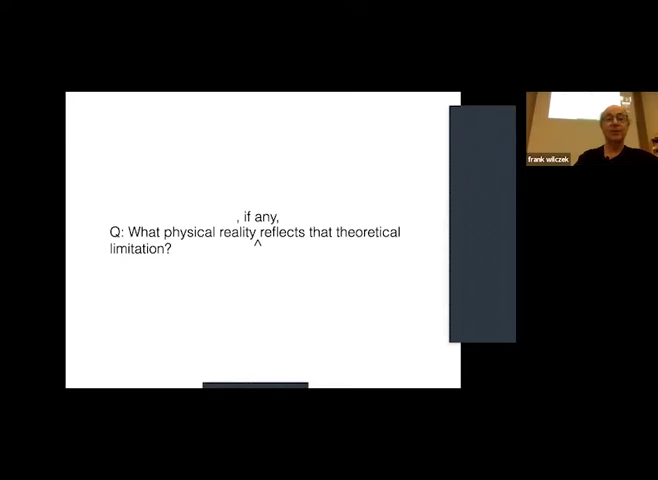 , if any,
Q: What physical reality reflects that theoretical
^
limitation?
frank wilczek